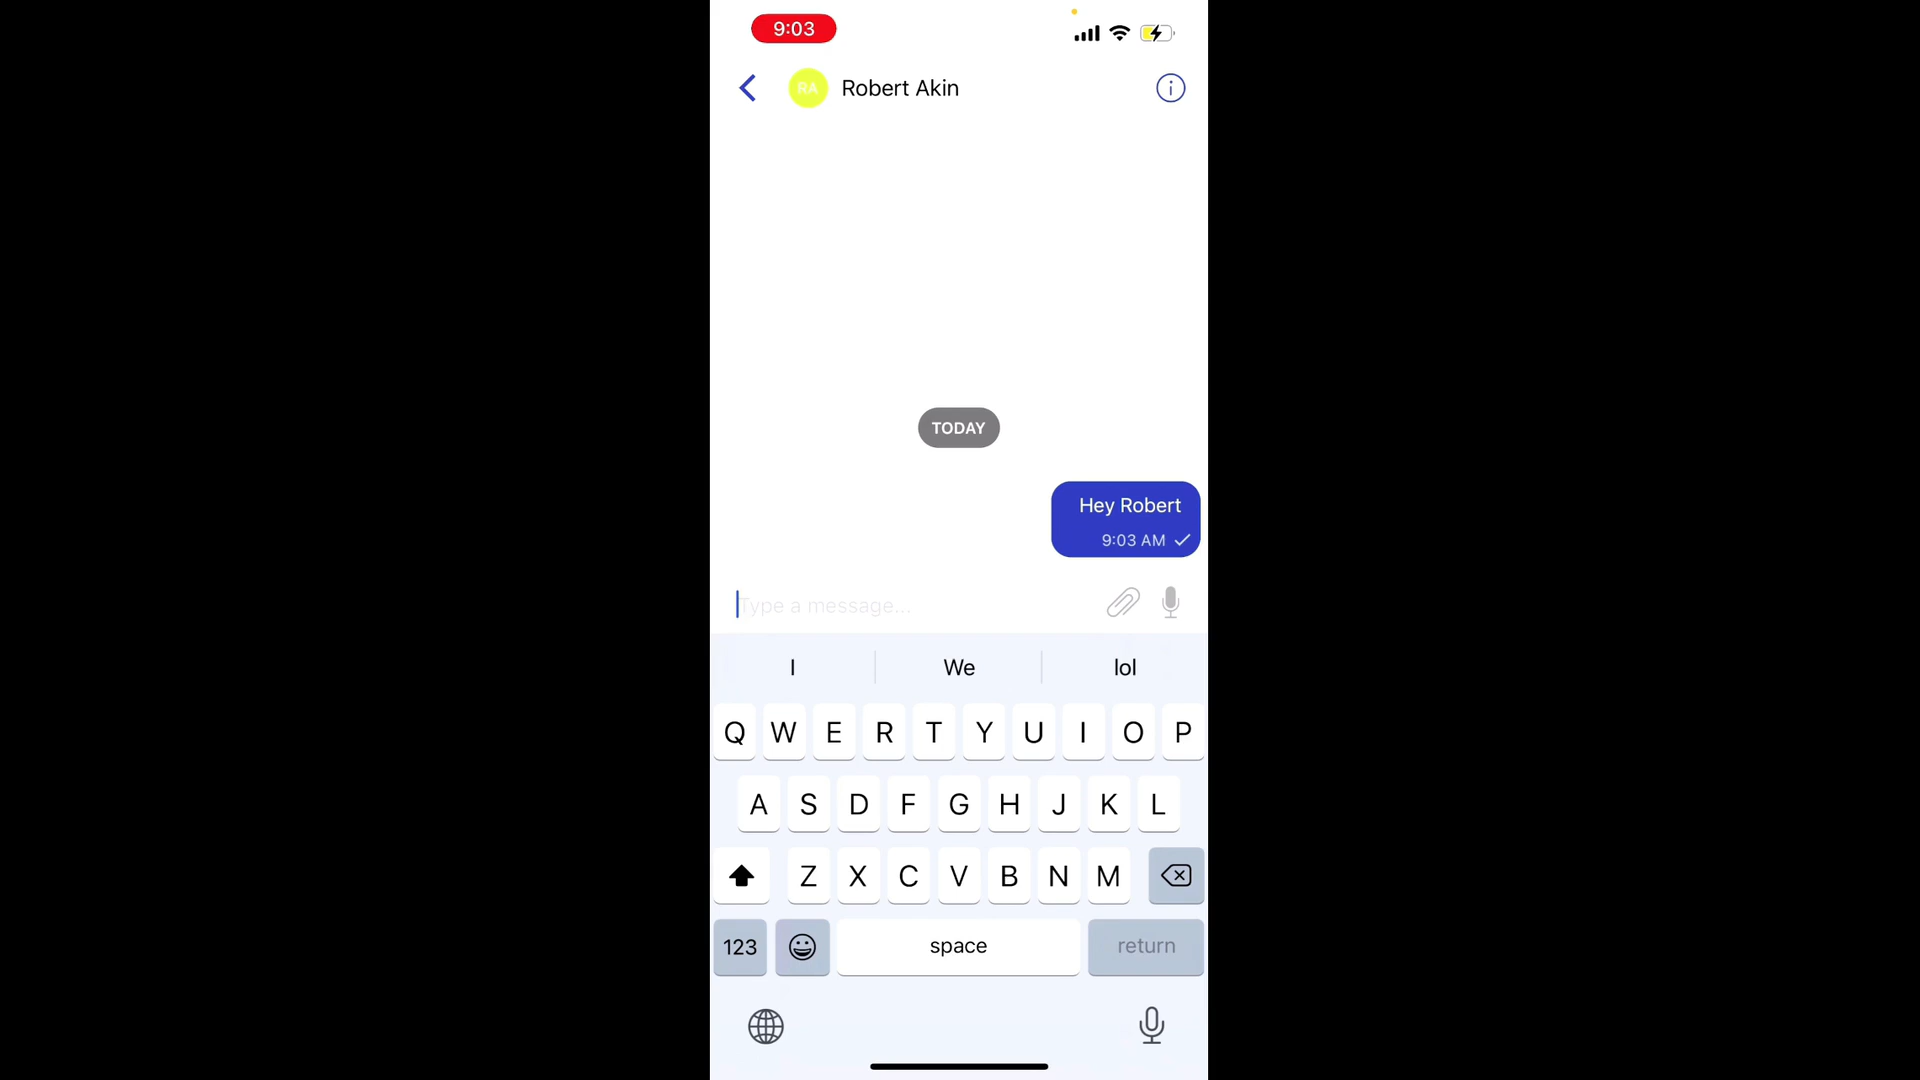 9:03
RA Robert Akin
TODAY
Hey Robert
9:03 AM
Type a message...
I We lol
Q W E R T Y U I O P
A S D F G H J K L
Z X C V B N M
123 space return